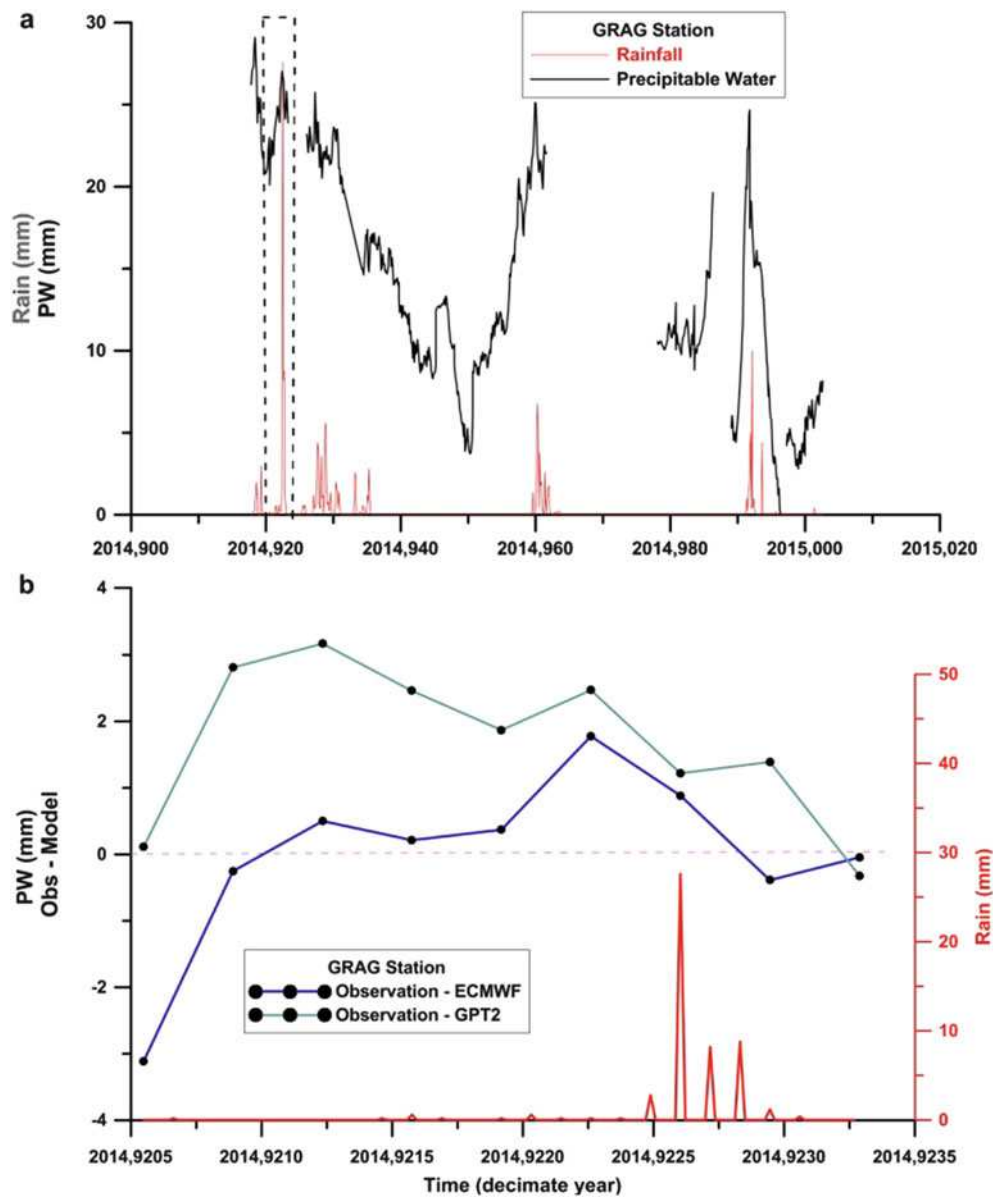 a
30
20
10
0
Rain (mm)
PW (mm)
GRAG Station
Rainfall
Precipitable Water
2014,900
2014,920
2014,940
2014,960
2014,980
2015,000
2015,020
b
4
2
0
-2
-4
PW (mm)
Obs - Model
GRAG Station
Observation - ECMWF
Observation - GPT2
50
40
30
20
10
0
Rain (mm)
2014,9205
2014,9210
2014,9215
2014,9220
2014,9225
2014,9230
2014,9235
Time (decimate year)